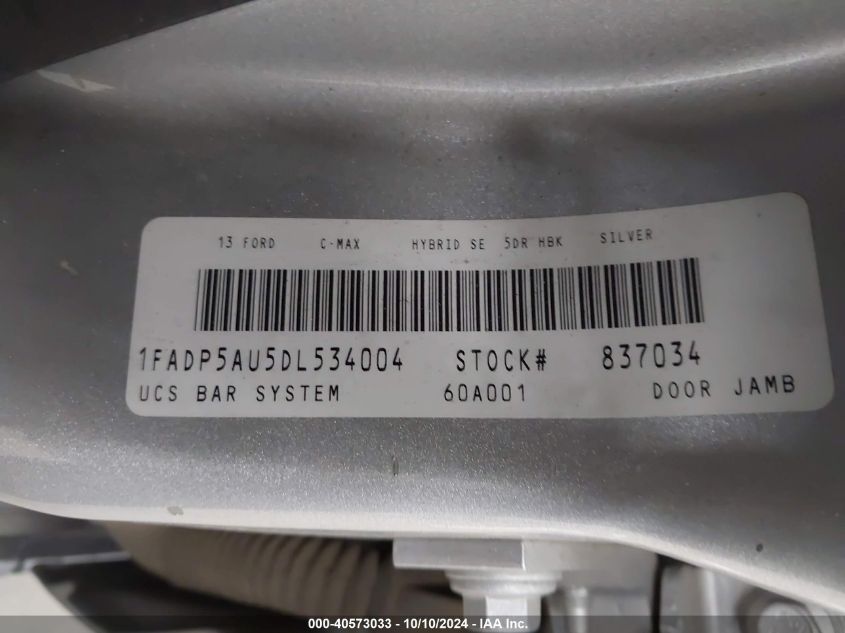 13 FORD C-MAX HYBRID SE 5DR HBK SILVER
1FADP5AU5DL534004 STOCK# 837034
UCS BAR SYSTEM 60A001 DOOR JAMB
000-40573033 - 10/10/2024 - IAA Inc.